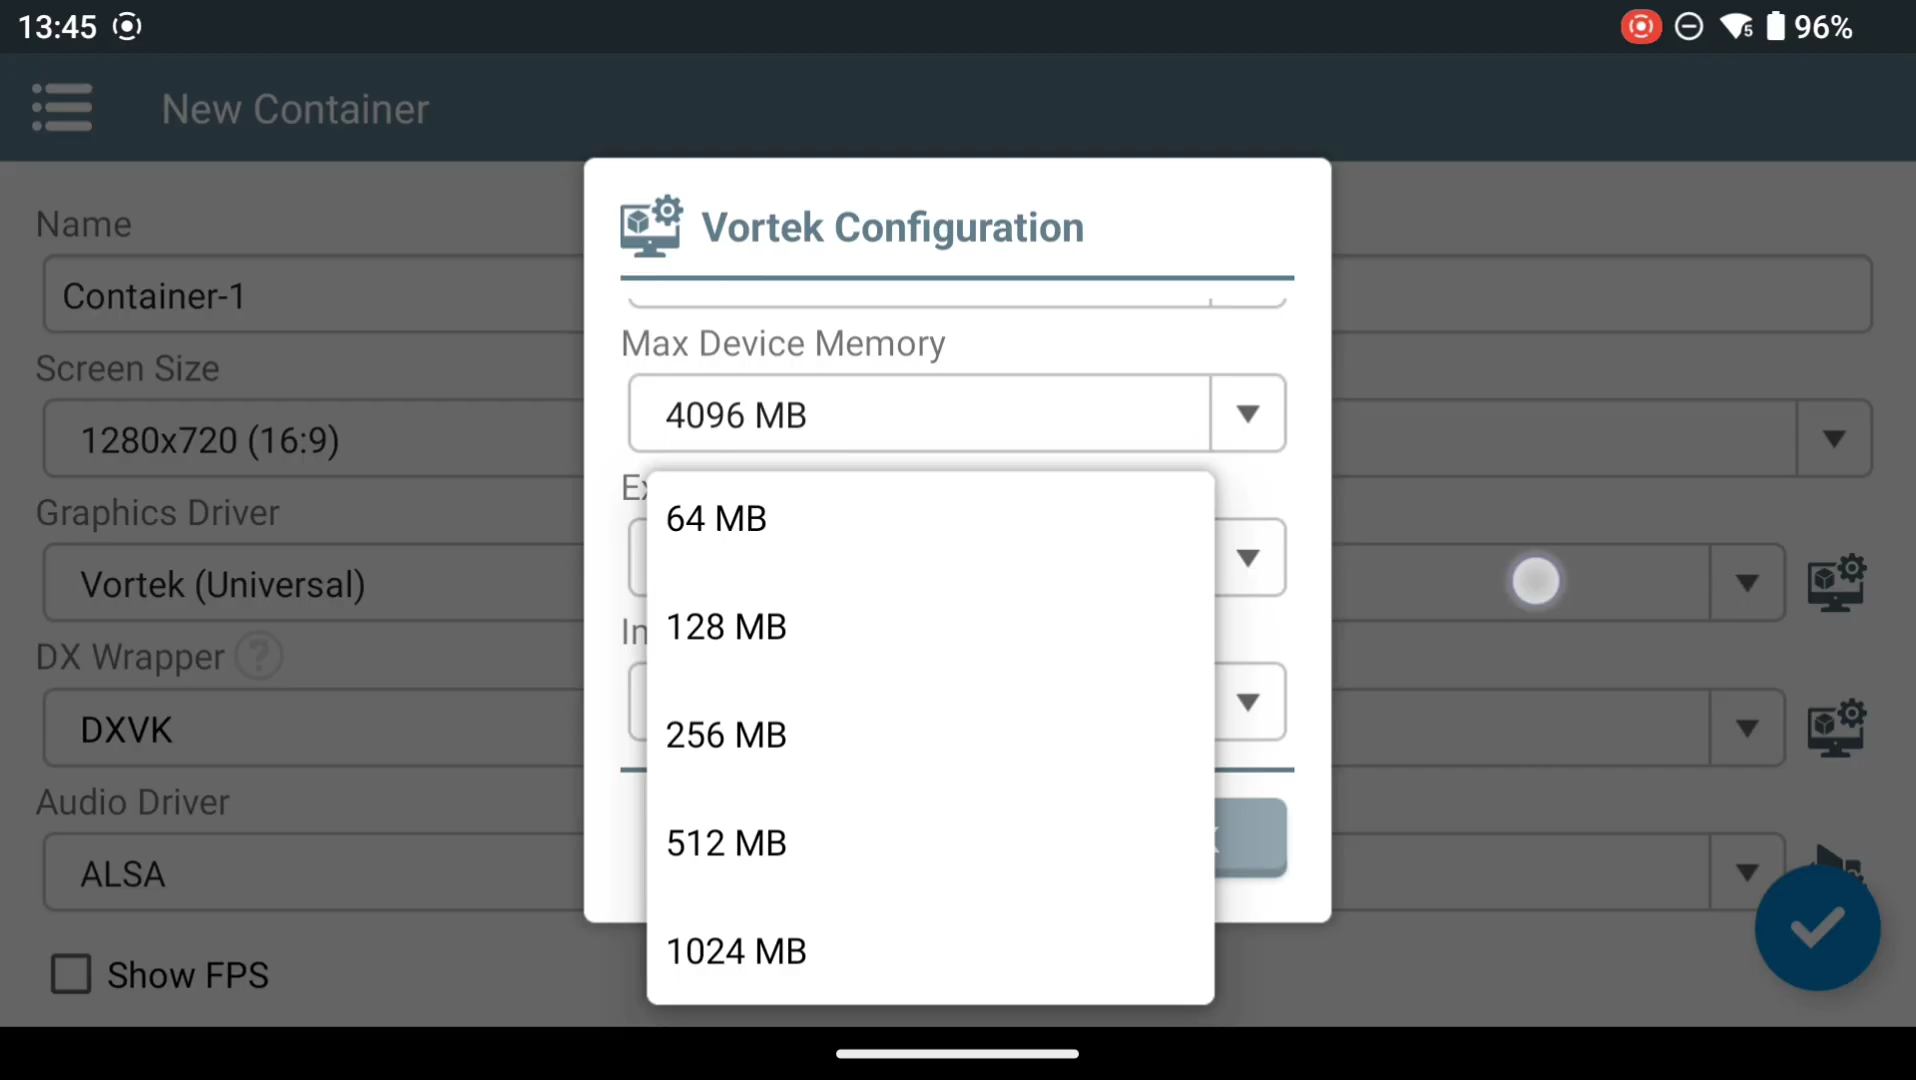 13:45
5 96%
New Container
Name
Container-1
Screen Size
1280x720 (16:9)
Graphics Driver
Vortek (Universal)
DX Wrapper ?
DXVK
Audio Driver
ALSA
Show FPS
Vortek Configuration
Max Device Memory
4096 MB
64 MB
128 MB
256 MB
512 MB
1024 MB